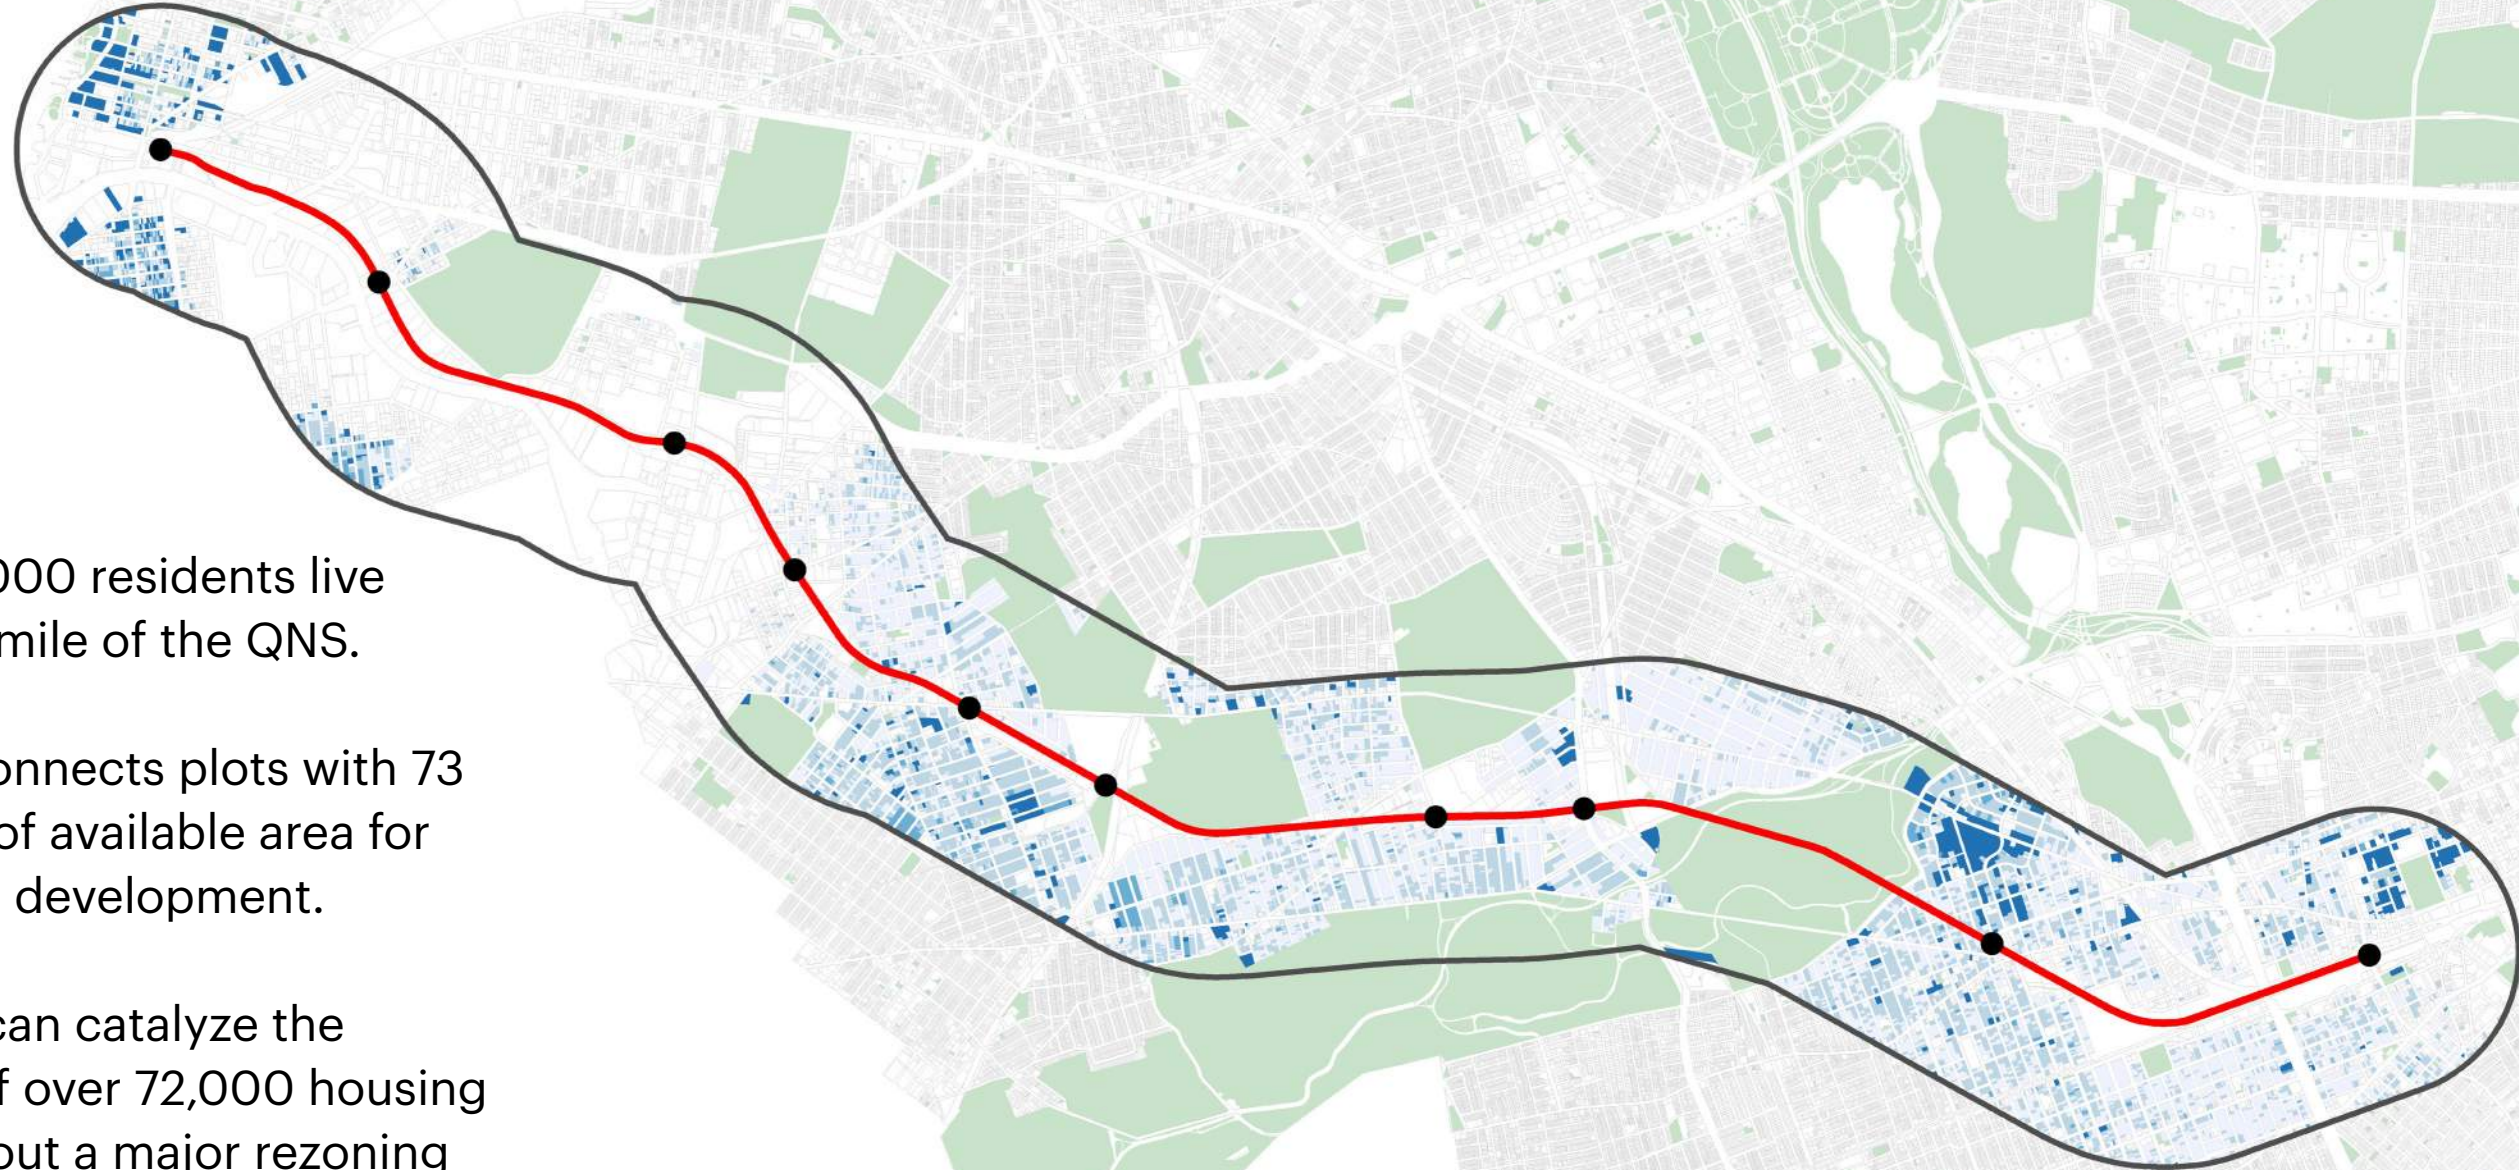 000 residents live
mile of the QNS.
onnects plots with 73
of available area for
development.
can catalyze the
f over 72,000 housing
out a major rezoning